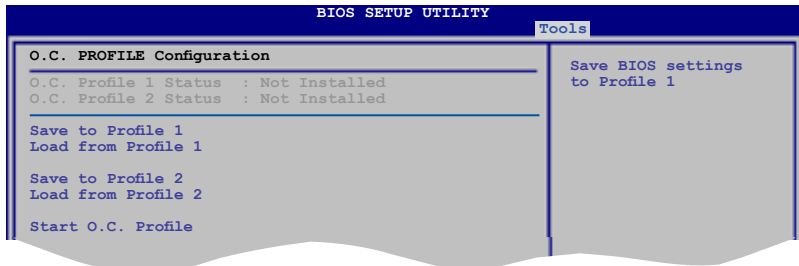 BIOS SETUP UTILITY
Tools
O.C. PROFILE Configuration
O.C. Profile 1 Status : Not Installed
O.C. Profile 2 Status : Not Installed
Save to Profile 1
Load from Profile 1
Save to Profile 2
Load from Profile 2
Start O.C. Profile
Save BIOS settings
to Profile 1